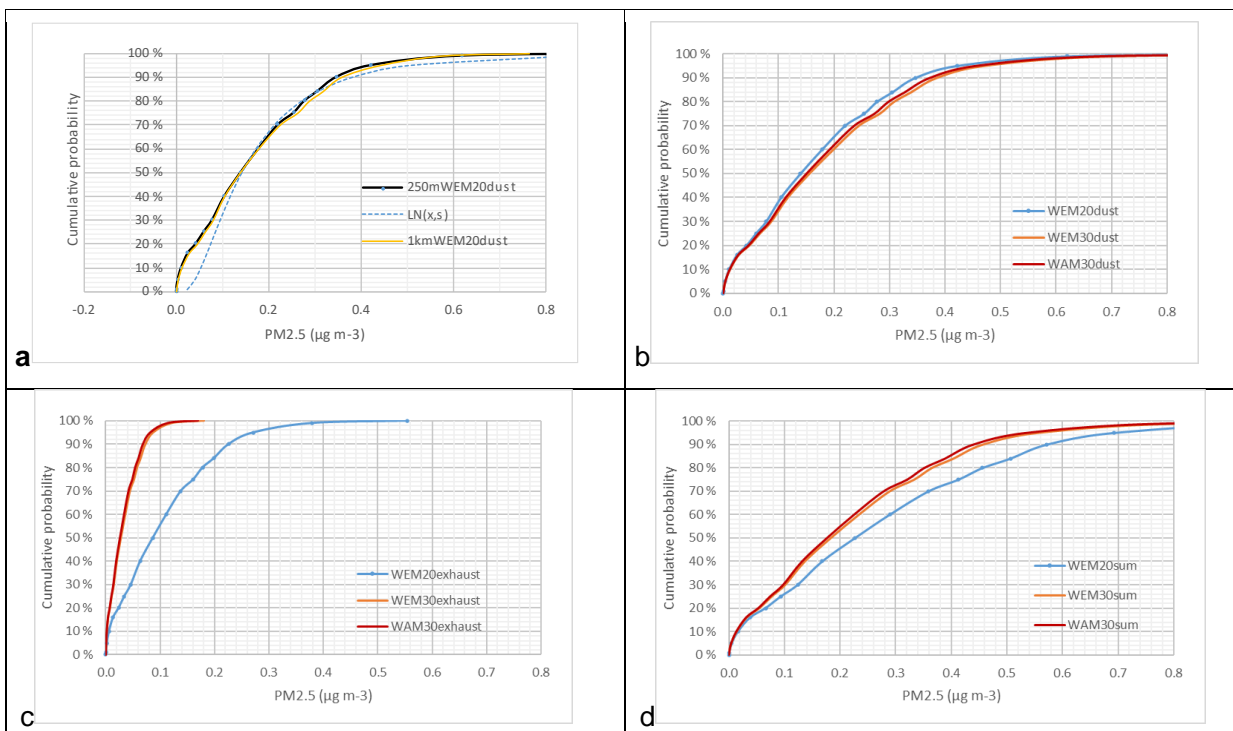 100 %
90 %
80 %
70 %
60 %
50 %
40 %
30 %
20 %
10 %
0 %
-0.2 0.0 0.2 0.4 0.6 0.8
Cumulative probability
PM2.5 (µg m-3)
250mWEM20dust
LN(x,s)
1kmWEM20dust
a
100 %
90 %
80 %
70 %
60 %
50 %
40 %
30 %
20 %
10 %
0 %
0.0 0.1 0.2 0.3 0.4 0.5 0.6 0.7 0.8
Cumulative probability
PM2.5 (µg m-3)
WEM20dust
WEM30dust
WAM30dust
b
100 %
90 %
80 %
70 %
60 %
50 %
40 %
30 %
20 %
10 %
0 %
0.0 0.1 0.2 0.3 0.4 0.5 0.6 0.7 0.8
Cumulative probability
PM2.5 (µg m-3)
WEM20exhaust
WEM30exhaust
WAM30exhaust
c
100 %
90 %
80 %
70 %
60 %
50 %
40 %
30 %
20 %
10 %
0 %
0.0 0.1 0.2 0.3 0.4 0.5 0.6 0.7 0.8
Cumulative probability
PM2.5 (µg m-3)
WEM20sum
WEM30sum
WAM30sum
d